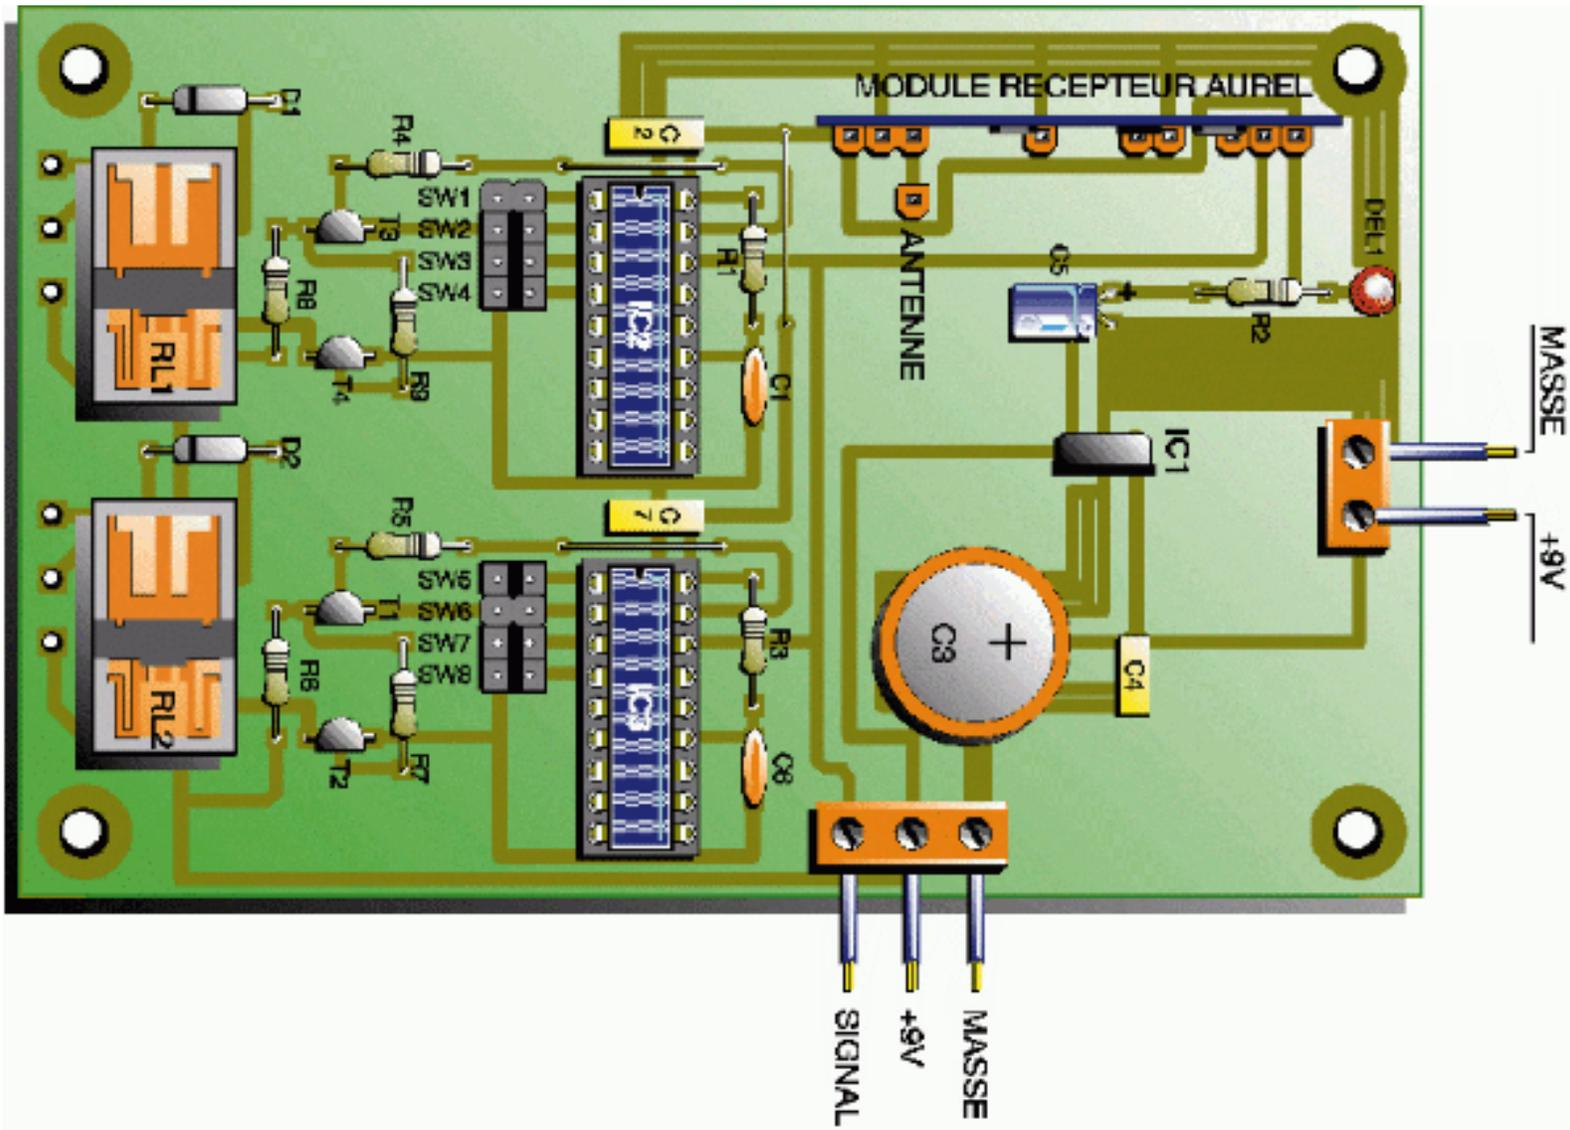 MODULE RECEPTEUR AUREL
D1
R4
C 2
SW1
SW2
SW3
SW4
T3
R8
R1
IC2
ANTENNE
C5
+
R2
DEL1
RL1
T4
R9
C1
IC1
MASSE
+9V
D2
R5
C 7
SW5
SW6
SW7
SW8
T1
R6
R3
IC3
C3
+
C4
RL2
T2
R7
C6
SIGNAL
+9V
MASSE